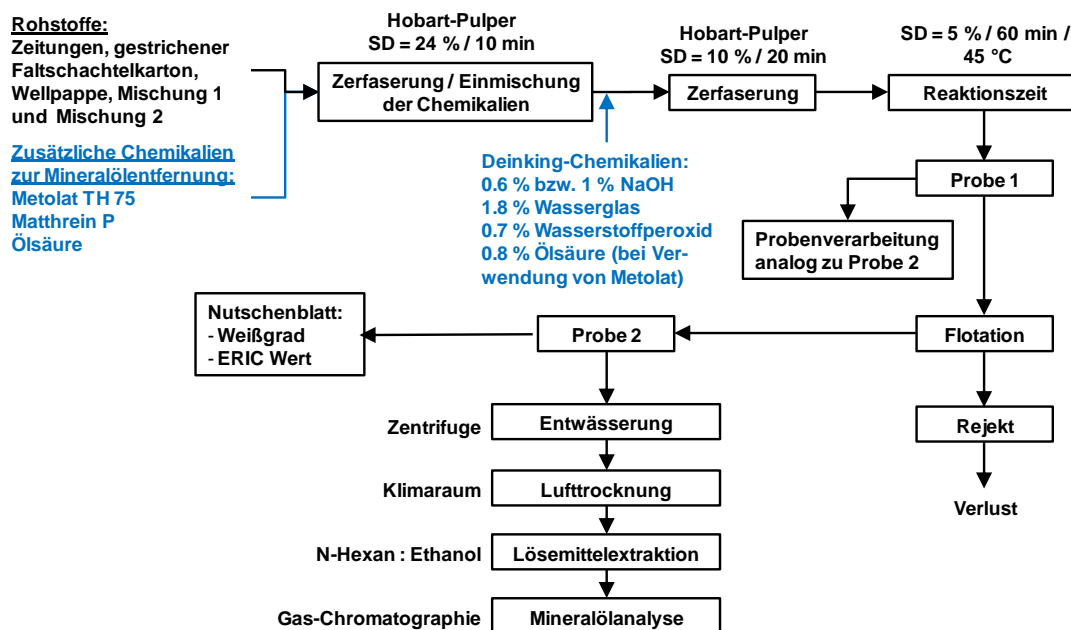 Rohstoffe:
Zeitungen, gestrichener
Faltschachtelkarton,
Wellpappe, Mischung 1
und Mischung 2
Zusätzliche Chemikalien
zur Mineralölentfernung:
Metolat TH 75
Matthrein P
Ölsäure
Hobart-Pulper
SD = 24 % / 10 min
Zerfaserung / Einmischung
der Chemikalien
Deinking-Chemikalien:
0.6 % bzw. 1 % NaOH
1.8 % Wasserglas
0.7 % Wasserstoffperoxid
0.8 % Ölsäure (bei Ver-
wendung von Metolat)
Hobart-Pulper
SD = 10 % / 20 min
Zerfaserung
SD = 5 % / 60 min /
45 °C
Reaktionszeit
Probe 1
Probenverarbeitung
analog zu Probe 2
Flotation
Rejekt
Verlust
Probe 2
Nutschenblatt:
- Weißgrad
- ERIC Wert
Zentrifuge
Entwässerung
Klimaraum
Lufttrocknung
N-Hexan : Ethanol
Lösemittelextraktion
Gas-Chromatographie
Mineralölanalyse